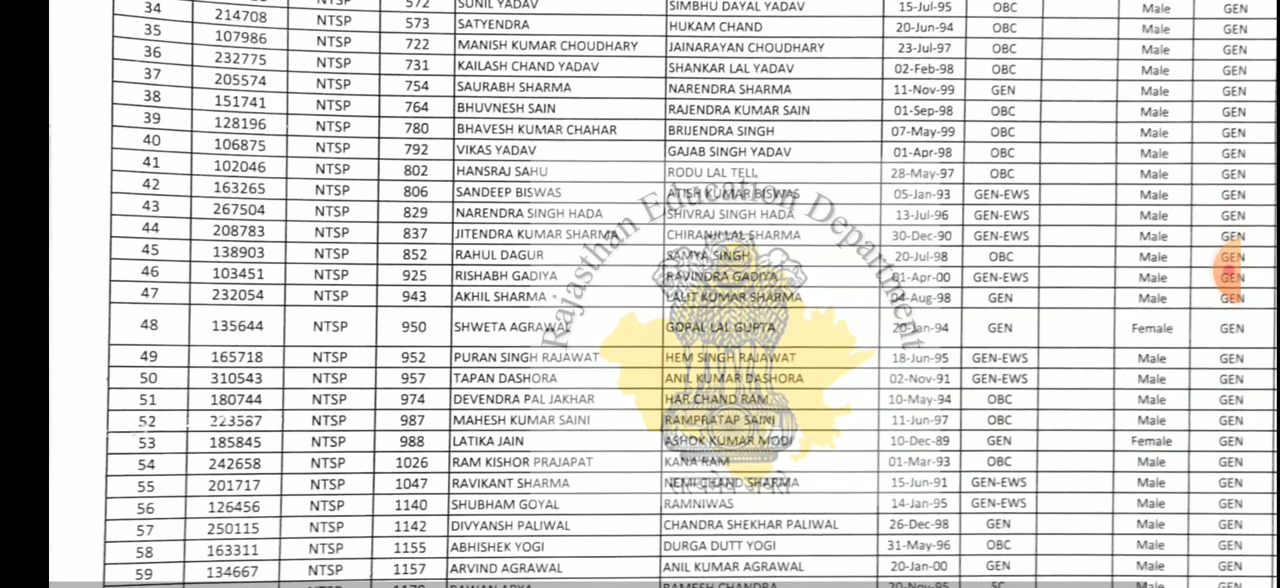 NTSP 572 SUNIL YADAV SIMBHU DAYAL YADAV 15-Jul-95 OBC Male GEN
34 214708 NTSP 573 SATYENDRA HUKAM CHAND 20-Jun-94 OBC Male GEN
35 107986 NTSP 722 MANISH KUMAR CHOUDHARY JAINARAYAN CHOUDHARY 23-Jul-97 OBC Male GEN
36 232775 NTSP 731 KAILASH CHAND YADAV SHANKAR LAL YADAV 02-Feb-98 OBC Male GEN
37 205574 NTSP 754 SAURABH SHARMA NARENDRA SHARMA 11-Nov-99 GEN Male GEN
38 151741 NTSP 764 BHUVNESH SAIN RAJENDRA KUMAR SAIN 01-Sep-98 OBC Male GEN
39 128196 NTSP 780 BHAVESH KUMAR CHAHAR BRIJENDRA SINGH 07-May-99 OBC Male GEN
40 106875 NTSP 792 VIKAS YADAV GAJAB SINGH YADAV 01-Apr-98 OBC Male GEN
41 102046 NTSP 802 HANSRAJ SAHU RODU LAL TELI 28-May-97 OBC Male GEN
42 163265 NTSP 806 SANDEEP BISWAS ATISH KUMAR BISWAS 05-Jan-93 GEN-EWS Male GEN
43 267504 NTSP 829 NARENDRA SINGH HADA SHIVRAJ SINGH HADA 13-Jul-96 GEN-EWS Male GEN
44 208783 NTSP 837 JITENDRA KUMAR SHARMA CHIRANJI LAL SHARMA 30-Dec-90 GEN-EWS Male GEN
45 138903 NTSP 852 RAHUL DAGUR SAMYA SINGH 20-Jul-98 OBC Male GEN
46 103451 NTSP 925 RISHABH GADIYA RAVINDRA GADIYA 01-Apr-00 GEN-EWS Male GEN
47 232054 NTSP 943 AKHIL SHARMA LALIT KUMAR SHARMA 04-Aug-98 GEN Male GEN
48 135644 NTSP 950 SHWETA AGRAWAL GOPAL LAL GUPTA 20-Jan-94 GEN Female GEN
49 165718 NTSP 952 PURAN SINGH RAJAWAT HEM SINGH RAJAWAT 18-Jun-95 GEN-EWS Male GEN
50 310543 NTSP 957 TAPAN DASHORA ANIL KUMAR DASHORA 02-Nov-91 GEN-EWS Male GEN
51 180744 NTSP 974 DEVENDRA PAL JAKHAR HAR CHAND RAM 10-May-94 OBC Male GEN
52 223587 NTSP 987 MAHESH KUMAR SAINI RAMPRATAP SAINI 11-Jun-97 OBC Male GEN
53 185845 NTSP 988 LATIKA JAIN ASHOK KUMAR MODI 10-Dec-89 GEN Female GEN
54 242658 NTSP 1026 RAM KISHOR PRAJAPAT KANA RAM 01-Mar-93 OBC Male GEN
55 201717 NTSP 1047 RAVIKANT SHARMA NEMI CHAND SHARMA 15-Jun-91 GEN-EWS Male GEN
56 126456 NTSP 1140 SHUBHAM GOYAL RAMNIWAS 14-Jan-95 GEN-EWS Male GEN
57 250115 NTSP 1142 DIVYANSH PALIWAL CHANDRA SHEKHAR PALIWAL 26-Dec-98 GEN Male GEN
58 163311 NTSP 1155 ABHISHEK YOGI DURGA DUTT YOGI 31-May-96 OBC Male GEN
59 134667 NTSP 1157 ARVIND AGRAWAL ANIL KUMAR AGRAWAL 20-Jan-00 GEN Male GEN
RAMESH CHANDRA 20-Nov-95 SC
Rajasthan Education Department